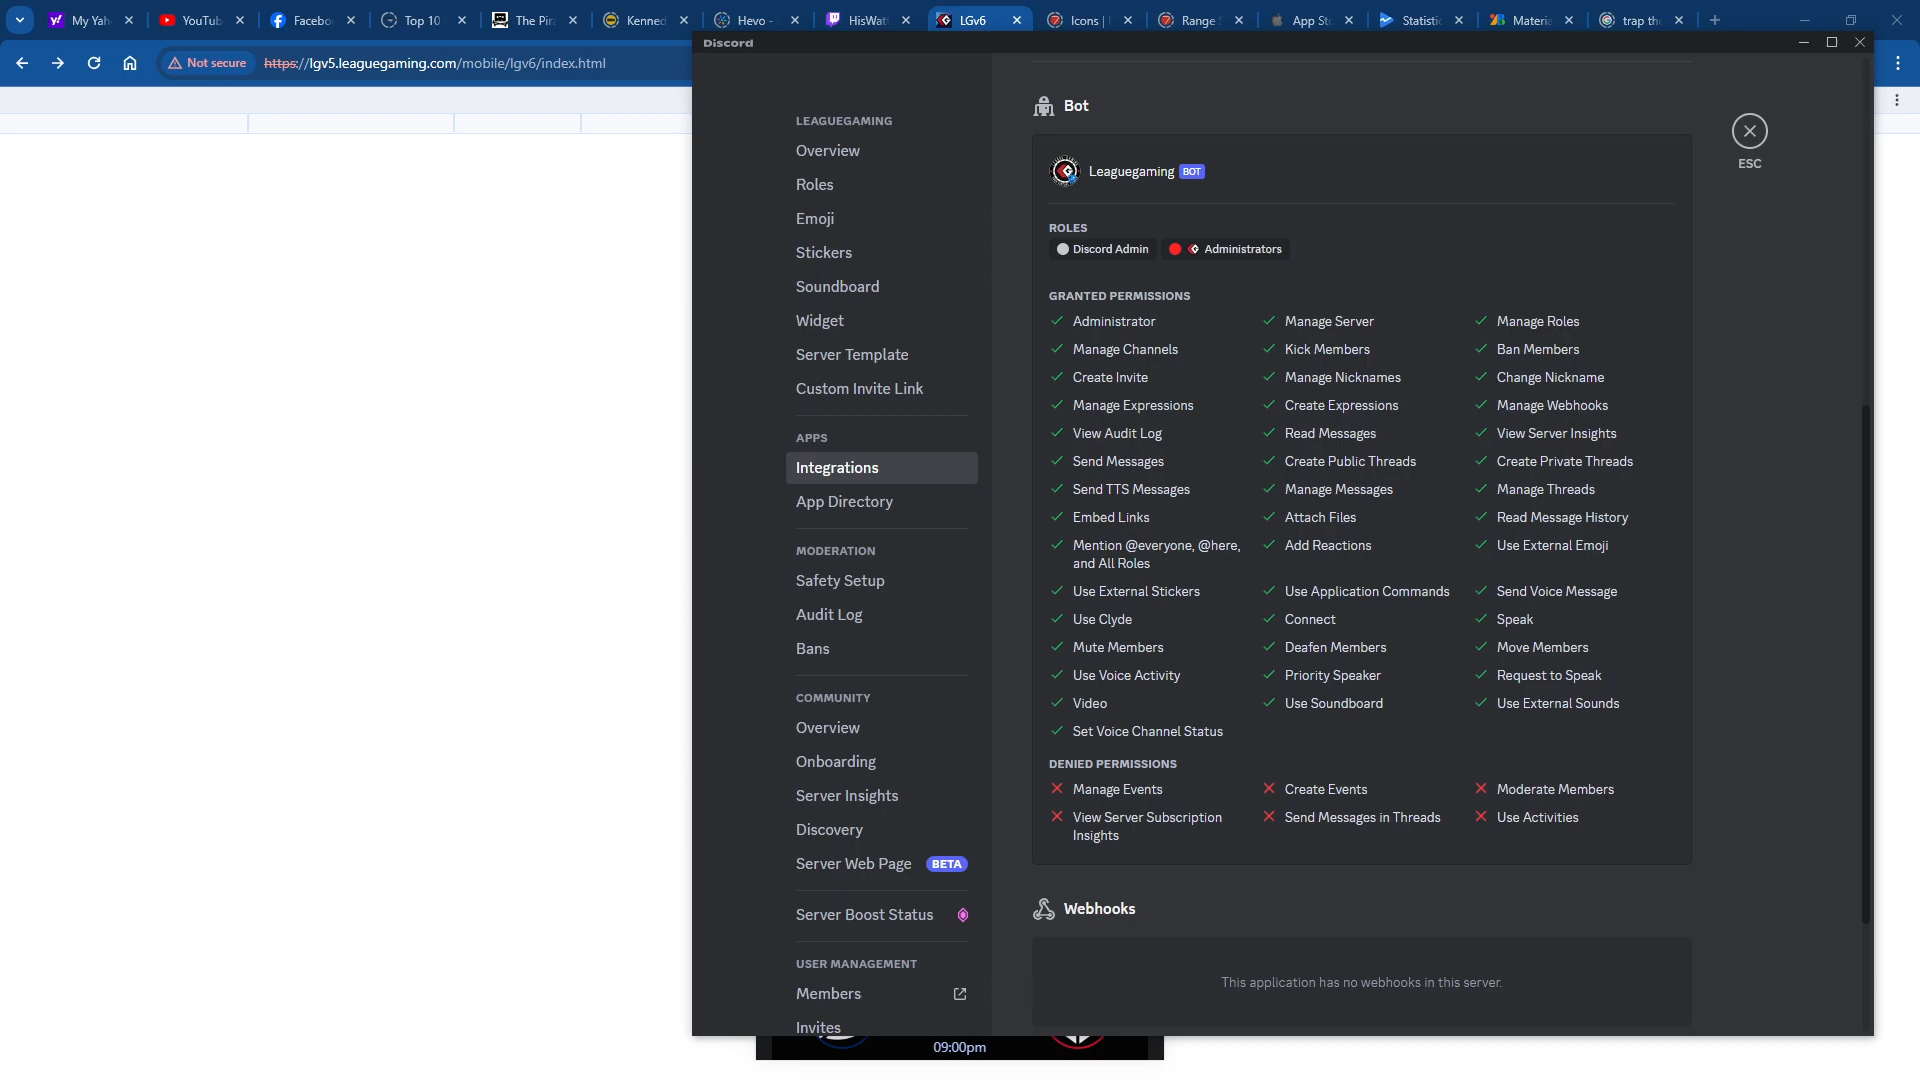 My Yah
YouTub
Facebo
Top 10
The Pir
Kenned
Hevo -
HisWat
LGv6
Icons |
Range S
App Sto
Statistic
Materia
trap the
Not secure https://lgv5.leaguegaming.com/mobile/lgv6/index.html
Discord
LEAGUEGAMING
Overview
Roles
Emoji
Stickers
Soundboard
Widget
Server Template
Custom Invite Link
APPS
Integrations
App Directory
MODERATION
Safety Setup
Audit Log
Bans
COMMUNITY
Overview
Onboarding
Server Insights
Discovery
Server Web Page BETA
Server Boost Status
USER MANAGEMENT
Members
Invites
Bot
Leaguegaming BOT
ROLES
Discord Admin Administrators
GRANTED PERMISSIONS
Administrator Manage Server Manage Roles
Manage Channels Kick Members Ban Members
Create Invite Manage Nicknames Change Nickname
Manage Expressions Create Expressions Manage Webhooks
View Audit Log Read Messages View Server Insights
Send Messages Create Public Threads Create Private Threads
Send TTS Messages Manage Messages Manage Threads
Embed Links Attach Files Read Message History
Mention @everyone, @here, Add Reactions Use External Emoji
and All Roles
Use External Stickers Use Application Commands Send Voice Message
Use Clyde Connect Speak
Mute Members Deafen Members Move Members
Use Voice Activity Priority Speaker Request to Speak
Video Use Soundboard Use External Sounds
Set Voice Channel Status
DENIED PERMISSIONS
Manage Events Create Events Moderate Members
View Server Subscription Send Messages in Threads Use Activities
Insights
Webhooks
This application has no webhooks in this server.
ESC
09:00pm